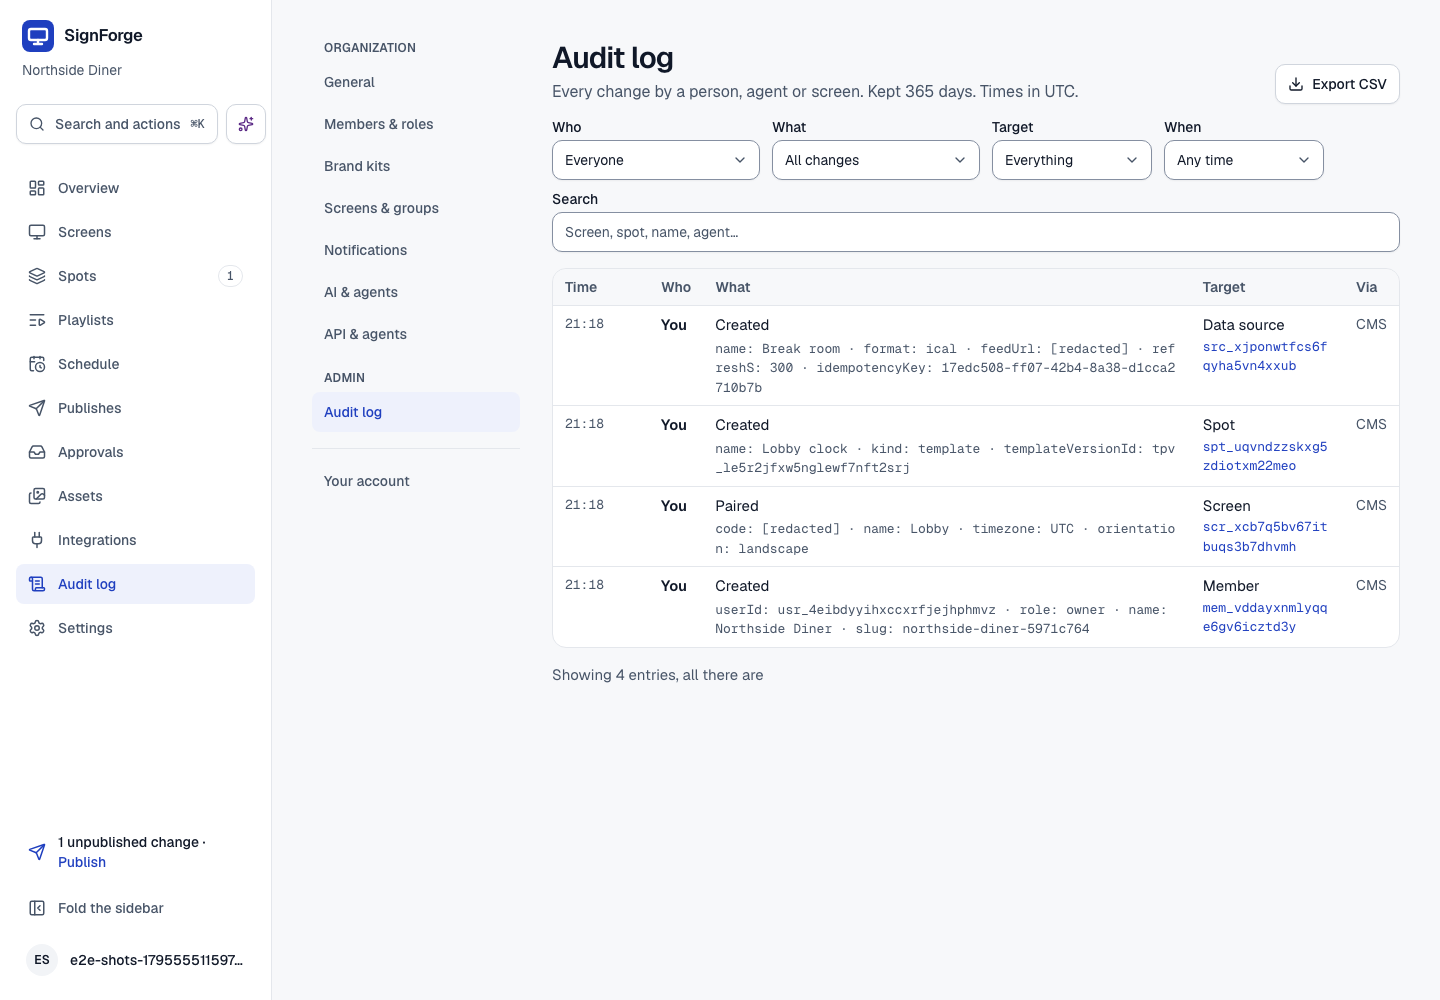 SignForge
Northside Diner
Search and actions ⌘K
Overview
Screens
Spots 1
Playlists
Schedule
Publishes
Approvals
Assets
Integrations
Audit log
Settings
1 unpublished change ·
Publish
Fold the sidebar
ES e2e-shots-179555511597…
ORGANIZATION
General
Members & roles
Brand kits
Screens & groups
Notifications
AI & agents
API & agents
ADMIN
Audit log
Your account
Audit log
Every change by a person, agent or screen. Kept 365 days. Times in UTC.
Export CSV
Who What Target When
Everyone All changes Everything Any time
Search
Screen, spot, name, agent…
Time Who What Target Via
21:18 You Created Data source CMS
name: Break room · format: ical · feedUrl: [redacted] · ref
reshS: 300 · idempotencyKey: 17edc508-ff07-42b4-8a38-d1cca2
710b7b
src_xjponwtfcs6f
qyha5vn4xxub
21:18 You Created Spot CMS
name: Lobby clock · kind: template · templateVersionId: tpv
_le5r2jfxw5nglewf7nft2srj
spt_uqvndzzskxg5
zdiotxm22meo
21:18 You Paired Screen CMS
code: [redacted] · name: Lobby · timezone: UTC · orientatio
n: landscape
scr_xcb7q5bv67it
buqs3b7dhvmh
21:18 You Created Member CMS
userId: usr_4eibdyyihxccxrfjejhphmvz · role: owner · name:
Northside Diner · slug: northside-diner-5971c764
mem_vddayxnmlyqq
e6gv6icztd3y
Showing 4 entries, all there are